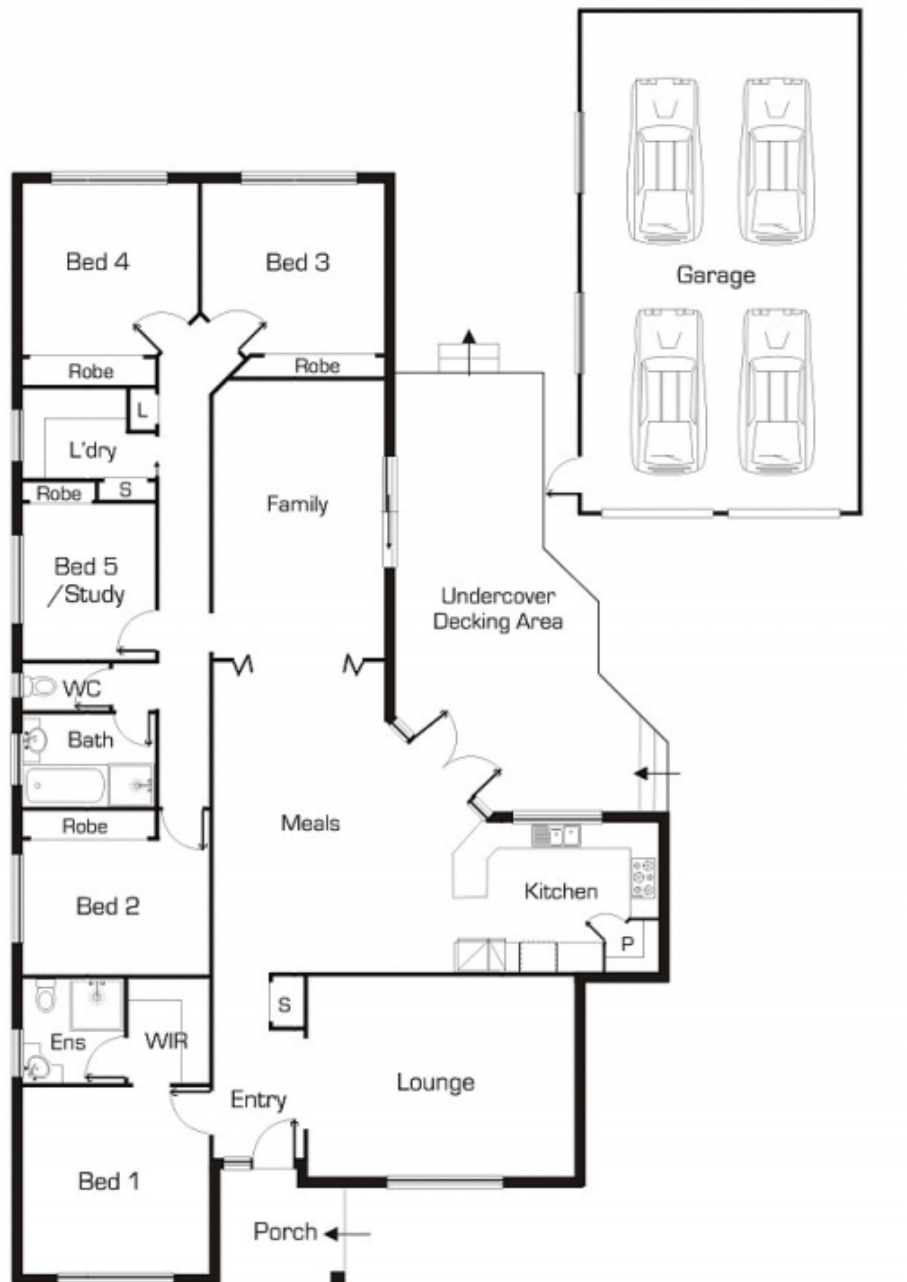 Bed 4
Bed 3
Garage
Robe
Robe
L
L'dry
Robe
S
Family
Bed 5
/Study
Undercover
Decking Area
WC
Bath
Meals
Robe
Kitchen
Bed 2
P
S
Ens
WIR
Lounge
Entry
Bed 1
Porch